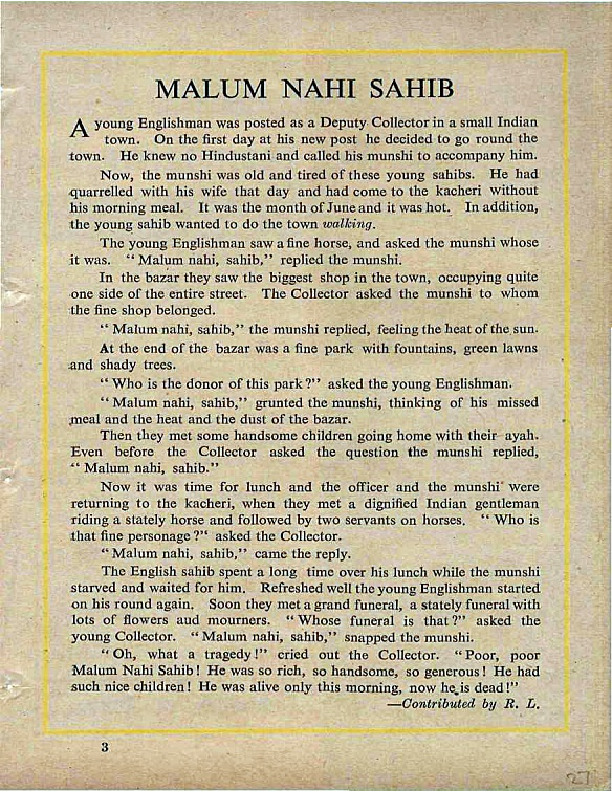 MALUM NAHI SAHIB
A young Englishman was posted as a Deputy Collector in a small Indian
town. On the first day at his new post he decided to go round the
town. He knew no Hindustani and called his munshi to accompany him.
Now, the munshi was old and tired of these young sahibs. He had
quarrelled with his wife that day and had come to the kacheri without
his morning meal. It was the month of June and it was hot. In addition,
the young sahib wanted to do the town walking.
The young Englishman saw a fine horse, and asked the munshi whose
it was. "Malum nahi, sahib," replied the munshi.
In the bazar they saw the biggest shop in the town, occupying quite
one side of the entire street. The Collector asked the munshi to whom
the fine shop belonged.
"Malum nahi, sahib," the munshi replied, feeling the heat of the sun.
At the end of the bazar was a fine park with fountains, green lawns
and shady trees.
"Who is the donor of this park?" asked the young Englishman.
"Malum nahi, sahib," grunted the munshi, thinking of his missed
meal and the heat and the dust of the bazar.
Then they met some handsome children going home with their ayah.
Even before the Collector asked the question the munshi replied,
"Malum nahi, sahib."
Now it was time for lunch and the officer and the munshi were
returning to the kacheri, when they met a dignified Indian gentleman
riding a stately horse and followed by two servants on horses. "Who is
that fine personage?" asked the Collector.
"Malum nahi, sahib," came the reply.
The English sahib spent a long time over his lunch while the munshi
starved and waited for him. Refreshed well the young Englishman started
on his round again. Soon they met a grand funeral, a stately funeral with
lots of flowers aud mourners. "Whose funeral is that?" asked the
young Collector. "Malum nahi, sahib," snapped the munshi.
"Oh, what a tragedy!" cried out the Collector. "Poor, poor
Malum Nahi Sahib! He was so rich, so handsome, so generous! He had
such nice children! He was alive only this morning, now he is dead!"
—Contributed by R. L.
3
27